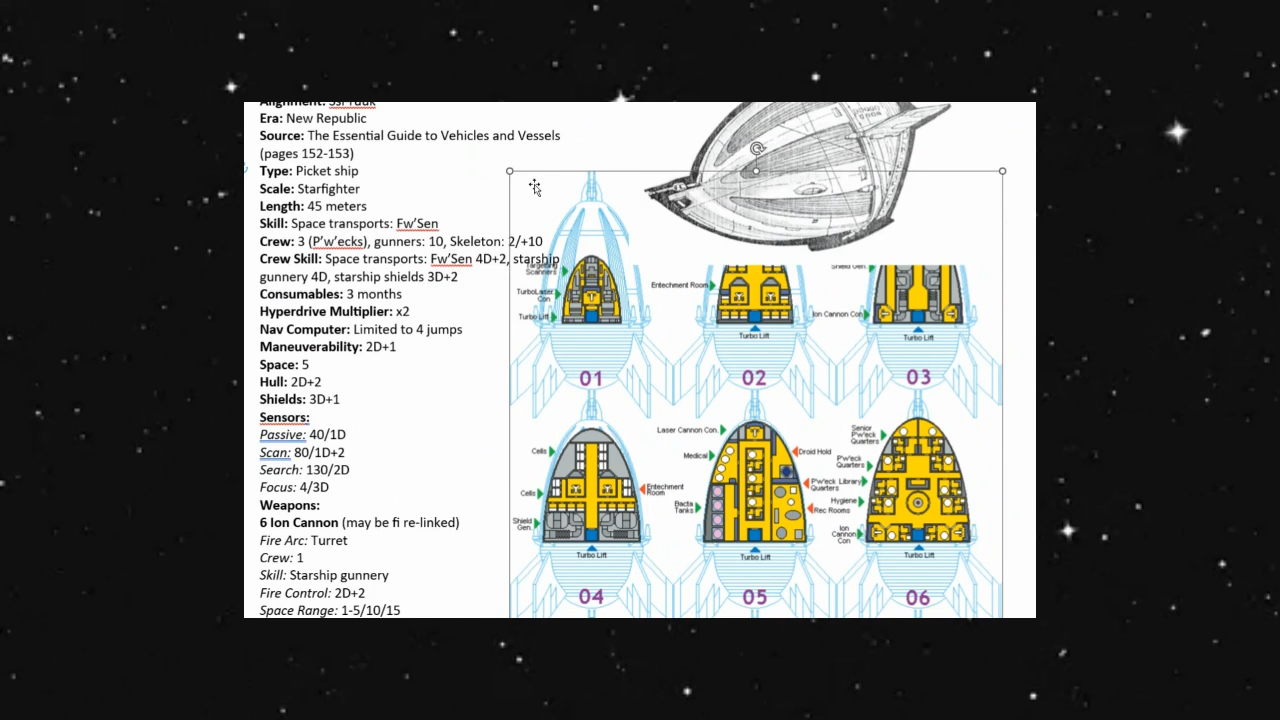 Alignment: Ssi-ruuk
Era: New Republic
Source: The Essential Guide to Vehicles and Vessels
(pages 152-153)
Type: Picket ship
Scale: Starfighter
Length: 45 meters
Skill: Space transports: Fw’Sen
Crew: 3 (P’w’ecks), gunners: 10, Skeleton: 2/+10
Crew Skill: Space transports: Fw’Sen 4D+2, starship
gunnery 4D, starship shields 3D+2
Consumables: 3 months
Hyperdrive Multiplier: x2
Nav Computer: Limited to 4 jumps
Maneuverability: 2D+1
Space: 5
Hull: 2D+2
Shields: 3D+1
Sensors:
Passive: 40/1D
Scan: 80/1D+2
Search: 130/2D
Focus: 4/3D
Weapons:
6 Ion Cannon (may be fi re-linked)
Fire Arc: Turret
Crew: 1
Skill: Starship gunnery
Fire Control: 2D+2
Space Range: 1-5/10/15
Targeting
Scanners
TurboLaser
Con
Turbo Lift
01
Entechment Room
Turbo Lift
02
Shield Gen.
Ion Cannon Con
Turbo Lift
03
Cells
Cells
Shield
Gen.
Entechment
Room
Turbo Lift
04
Laser Cannon Con.
Medical
Bacta
Tanks
Droid Hold
P'w'eck Library
Quarters
Rec Rooms
Turbo Lift
05
Senior
P'w'eck
Quarters
P'w'eck
Quarters
Hygiene
Ion
Cannon
Con
Turbo Lift
06